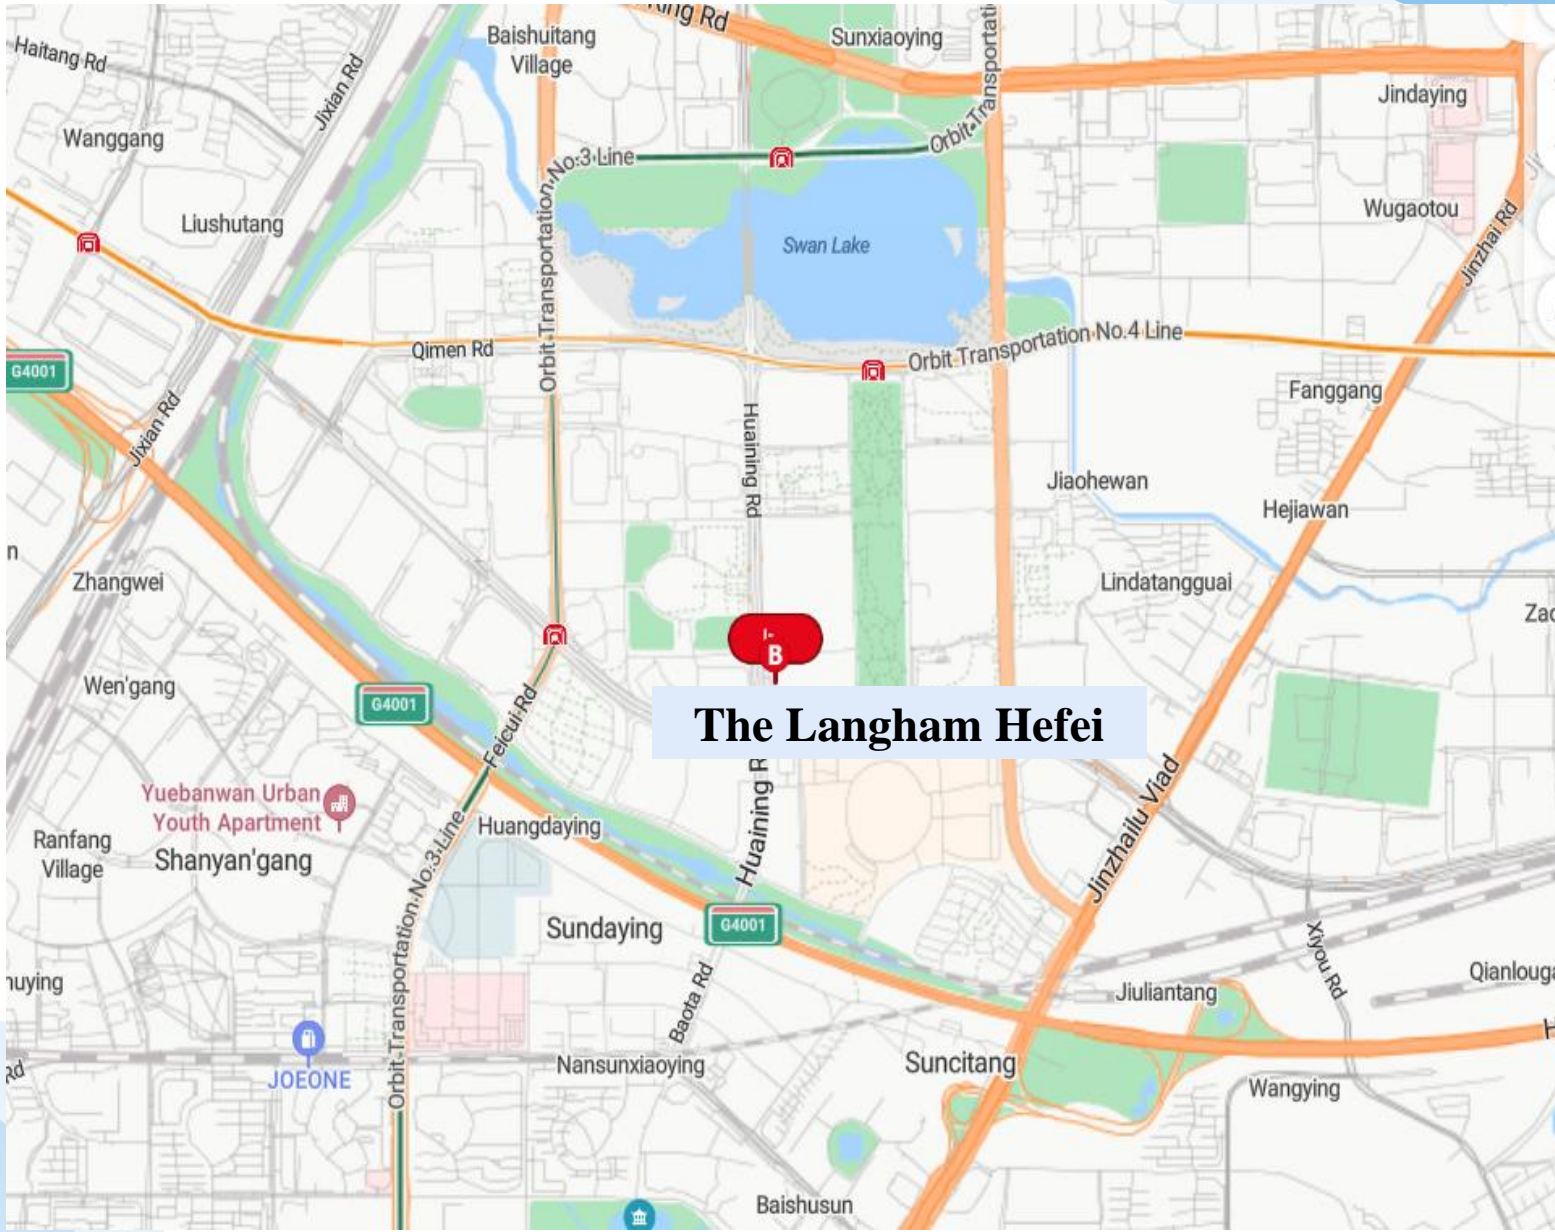 Ring Rd
Haitang Rd
Jixian Rd
Baishuitang
Village
Sunxiaoying
Jindaying
Wanggang
Orbit-Transportation-No.3-Line
Orbit-Transportati
Liushutang
Swan Lake
Wugaotou
Jinzhai Rd
Qimen Rd
Orbit Transportation No.4 Line
G4001
Jixian Rd
Huaining Rd
Fanggang
Jiaohewan
Hejiawan
Zhangwei
Lindatangguai
B
Wen'gang
G4001
Feicui-Rd
The Langham Hefei
Yuebanwan Urban
Youth Apartment
Huangdaying
Huaining R
Jinzhailu Viad
Ranfang
Village
Shanyan'gang
Orbit-Transportation-No.3-Line
Sundaying
G4001
Xiyou Rd
Baota Rd
Jiuliantang
JOEONE
Nansunxiaoying
Suncitang
Wangying
Baishusun